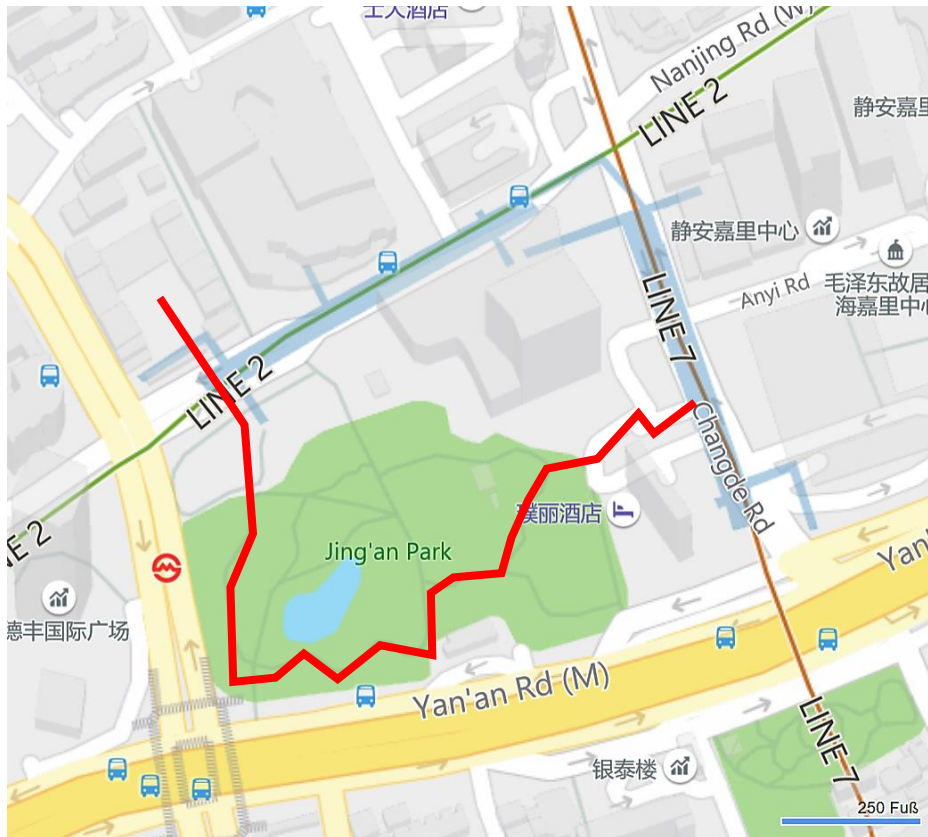 士大酒店
Nanjing Rd (W)
LINE 2
静安嘉里
静安嘉里中心
毛泽东故居
海嘉里中心
Anyi Rd
LINE 7
LINE 2
Changde Rd
璞丽酒店
NE 2
Jing'an Park
Yan'
德丰国际广场
Yan'an Rd (M)
LINE 7
银泰楼
250 Fuß